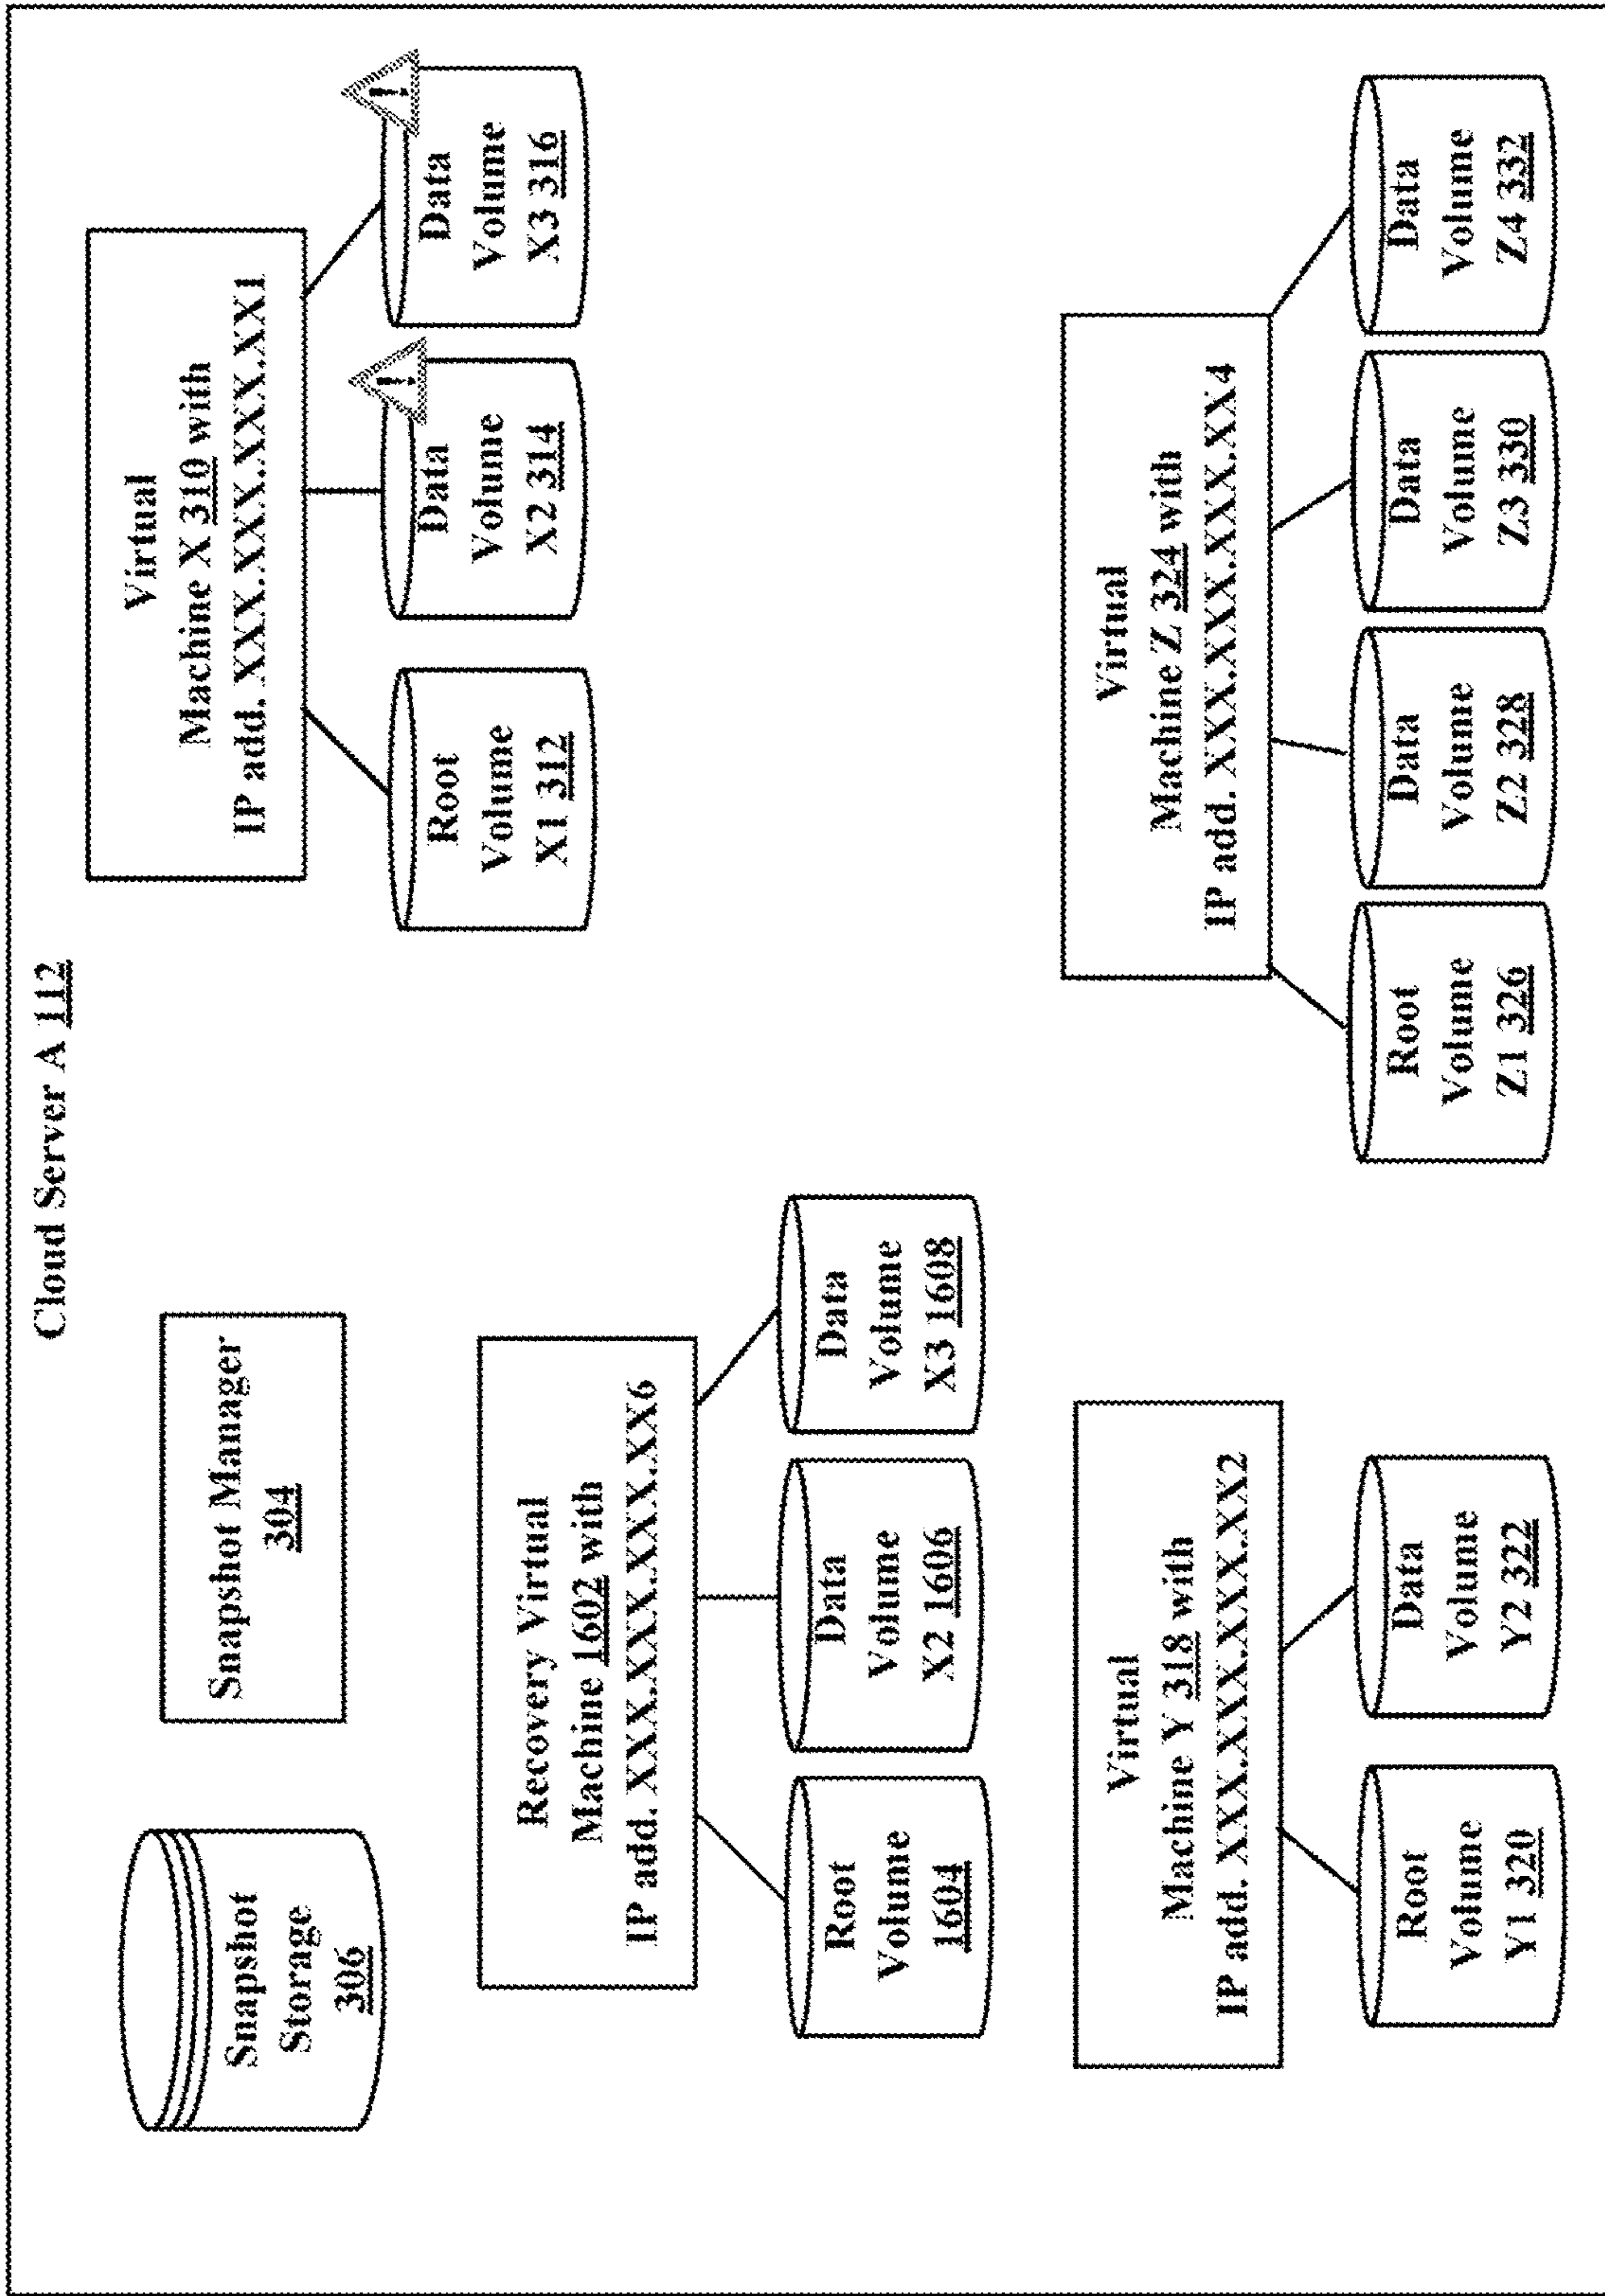 Cloud Server A 112
Snapshot
Storage
306
Snapshot Manager
304
Virtual
Machine X 310 with
IP add. XXX.XXX.XXX.XX1
Root
Volume
X1 312
Data
Volume
X2 314
Data
Volume
X3 316
!
!
Recovery Virtual
Machine 1602 with
IP add. XXX.XXX.XXX.XX6
Root
Volume
1604
Data
Volume
X2 1606
Data
Volume
X3 1608
Virtual
Machine Y 318 with
IP add. XXX.XXX.XXX.XX2
Root
Volume
Y1 320
Data
Volume
Y2 322
Virtual
Machine Z 324 with
IP add. XXX.XXX.XXX.XX4
Root
Volume
Z1 326
Data
Volume
Z2 328
Data
Volume
Z3 330
Data
Volume
Z4 332